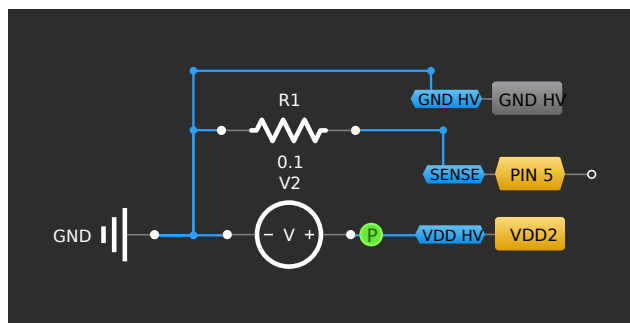 R1
GND HV GND HV
0.1
V2
SENSE PIN 5
GND - V + P VDD HV VDD2